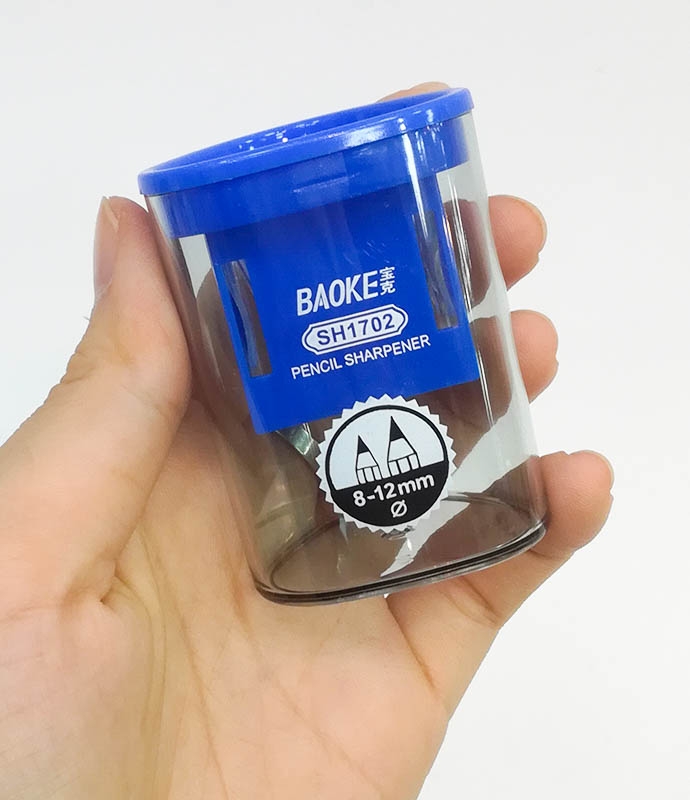 BAOKE宝克
SH1702
PENCIL SHARPENER
8-12mm
Ø